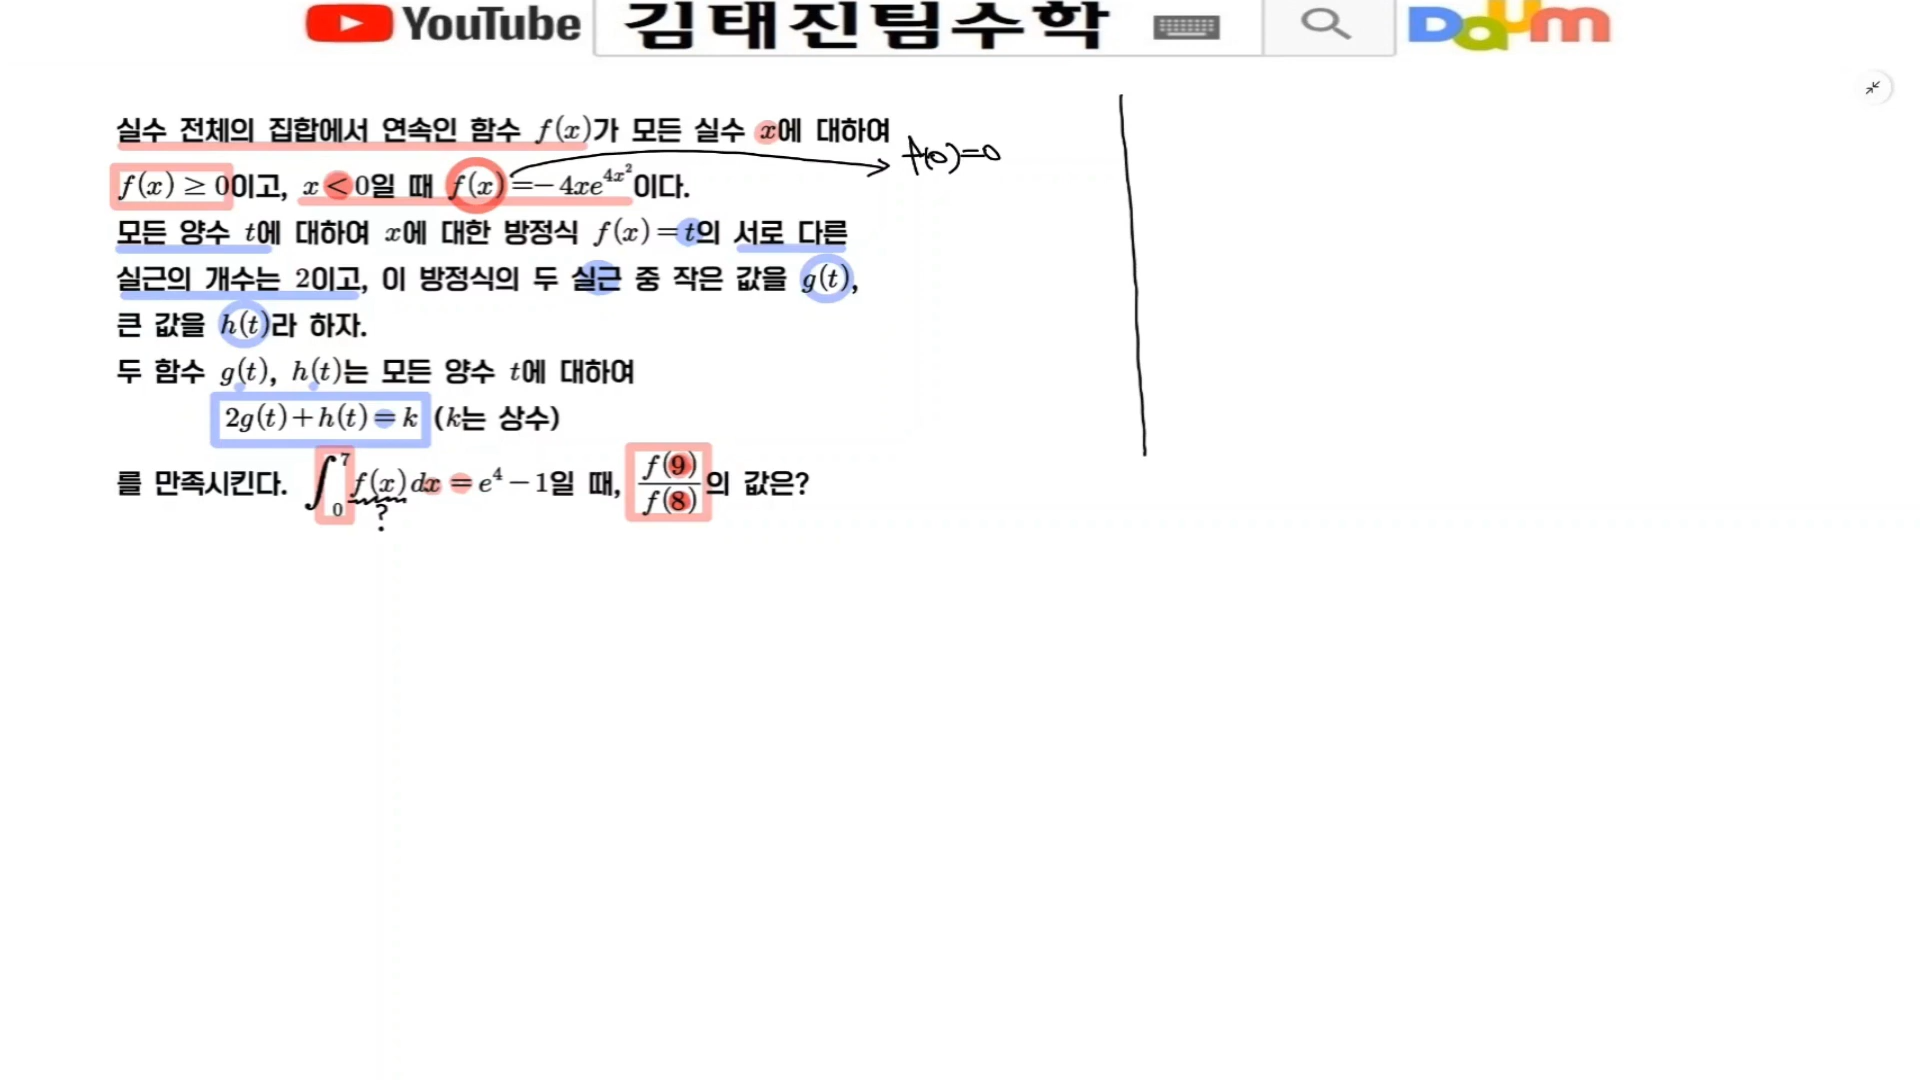 YouTube 김태진팀수학 Daum
실수 전체의 집합에서 연속인 함수 f(x)가 모든 실수 x에 대하여
f(0)=0
f(x) ≥ 0이고, x < 0일 때 f(x) = −4xe^{4x²}이다.
모든 양수 t에 대하여 x에 대한 방정식 f(x) = t의 서로 다른
실근의 개수는 2이고, 이 방정식의 두 실근 중 작은 값을 g(t),
큰 값을 h(t)라 하자.
두 함수 g(t), h(t)는 모든 양수 t에 대하여
2g(t) + h(t) = k (k는 상수)
를 만족시킨다. ∫_0^7 f(x)dx = e^4 − 1일 때, f(9)/f(8)의 값은?
?